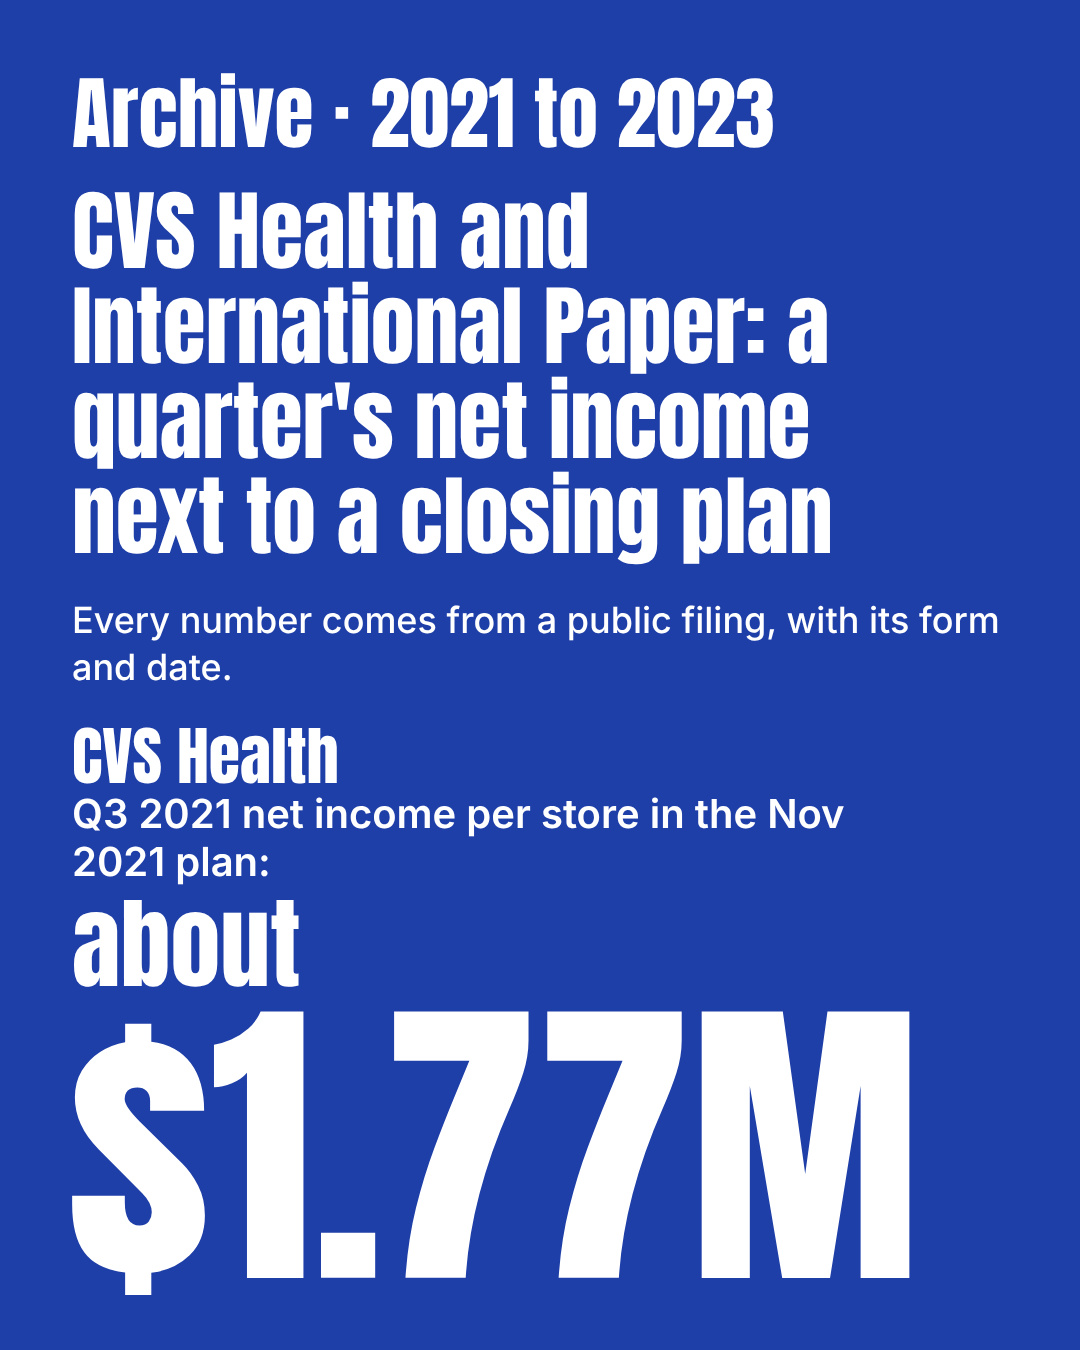 Archive · 2021 to 2023
CVS Health and
International Paper: a
quarter's net income
next to a closing plan
Every number comes from a public filing, with its form
and date.
CVS Health
Q3 2021 net income per store in the Nov
2021 plan:
about
$1.77M